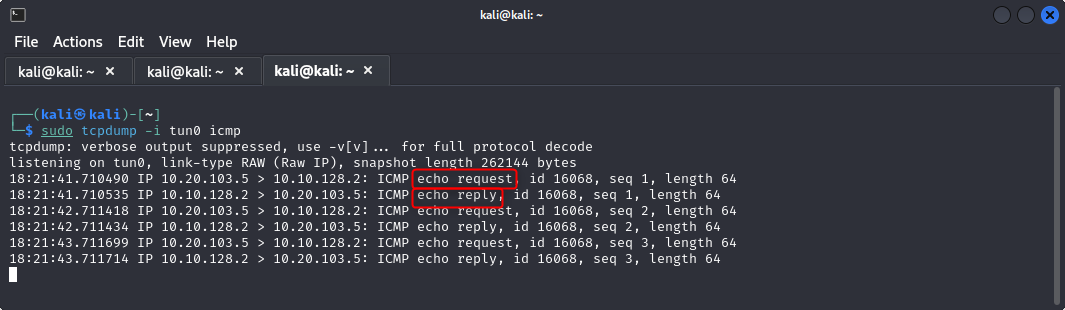 kali@kali: ~
File Actions Edit View Help
kali@kali: ~ × kali@kali: ~ × kali@kali: ~ ×
┌──(kali㉿kali)-[~]
└─$ sudo tcpdump -i tun0 icmp
tcpdump: verbose output suppressed, use -v[v]... for full protocol decode
listening on tun0, link-type RAW (Raw IP), snapshot length 262144 bytes
18:21:41.710490 IP 10.20.103.5 > 10.10.128.2: ICMP echo request, id 16068, seq 1, length 64
18:21:41.710535 IP 10.10.128.2 > 10.20.103.5: ICMP echo reply, id 16068, seq 1, length 64
18:21:42.711418 IP 10.20.103.5 > 10.10.128.2: ICMP echo request, id 16068, seq 2, length 64
18:21:42.711434 IP 10.10.128.2 > 10.20.103.5: ICMP echo reply, id 16068, seq 2, length 64
18:21:43.711699 IP 10.20.103.5 > 10.10.128.2: ICMP echo request, id 16068, seq 3, length 64
18:21:43.711714 IP 10.10.128.2 > 10.20.103.5: ICMP echo reply, id 16068, seq 3, length 64